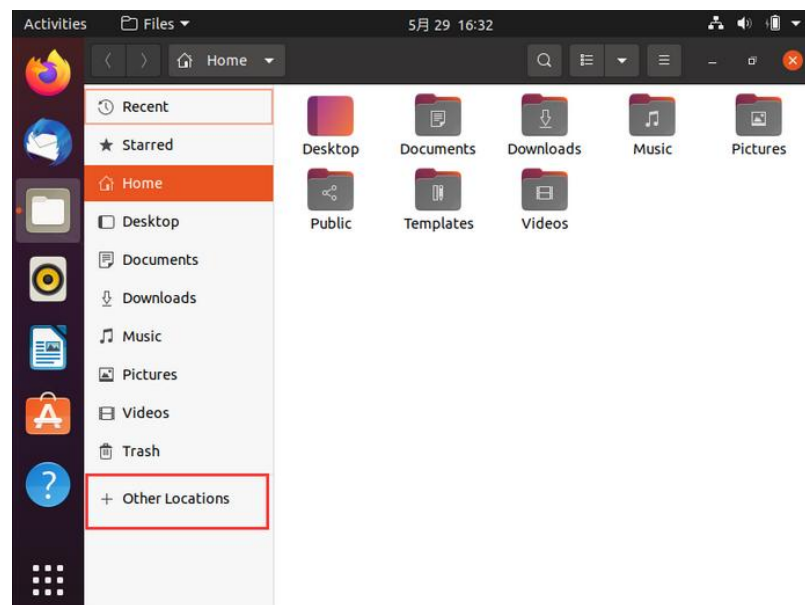 Activities Files 5月 29 16:32
Home
Recent
Starred
Home
Desktop
Documents
Downloads
Music
Pictures
Videos
Trash
Other Locations
Desktop Documents Downloads Music Pictures
Public Templates Videos